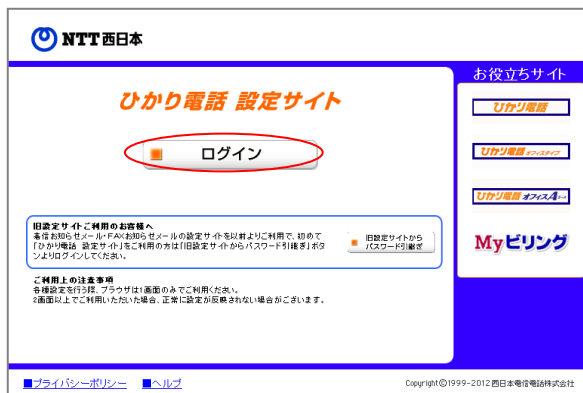 NTT西日本
お役立ちサイト
ひかり電話 設定サイト
ログイン
ひかり電話
ひかり電話 オフィスタイプ
ひかり電話 オフィスA(エース)
Myビリング
旧設定サイトご利用のお客様へ
着信お知らせメール・FAXお知らせメールの設定サイトを以前よりご利用で、初めて
「ひかり電話 設定サイト」をご利用の方は「旧設定サイトからパスワード引継ぎ」ボタ
ンよりログインしてください。
旧設定サイトから
パスワード引継ぎ
ご利用上の注意事項
各種設定を行う際、ブラウザは1画面のみでご利用ください。
2画面以上でご利用いただいた場合、正常に設定が反映されない場合がございます。
■プライバシーポリシー ■ヘルプ
Copyright©1999-2012 西日本電信電話株式会社